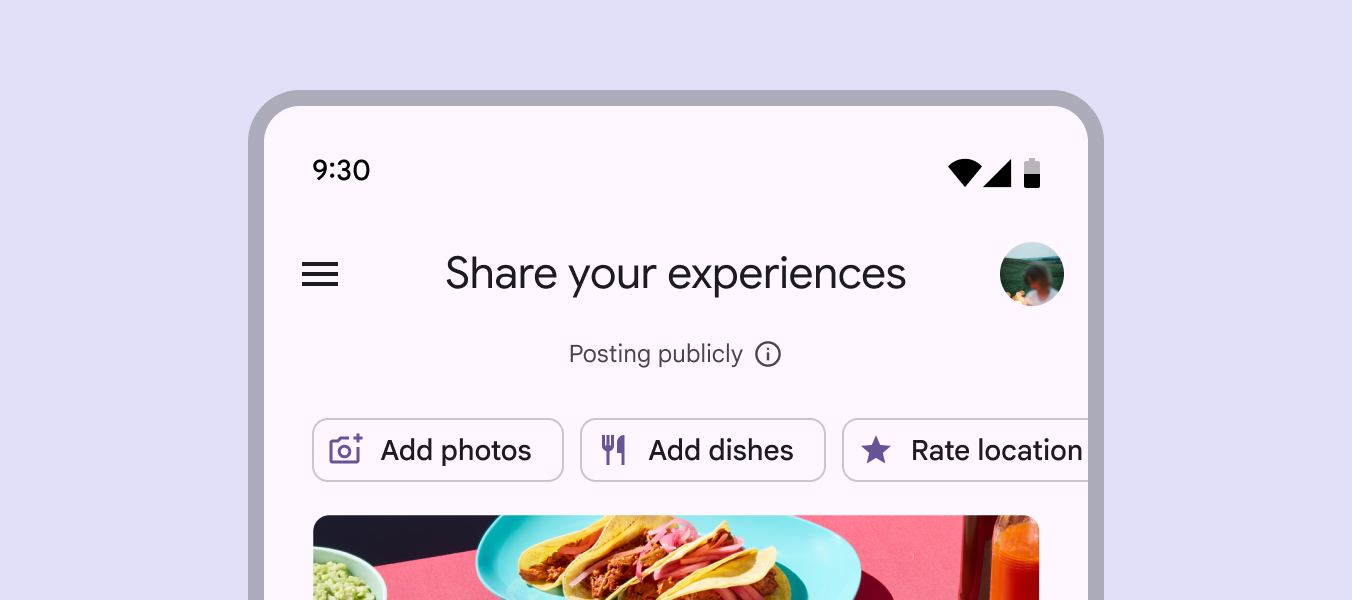 9:30
Share your experiences
Posting publicly
Add photos
Add dishes
Rate location